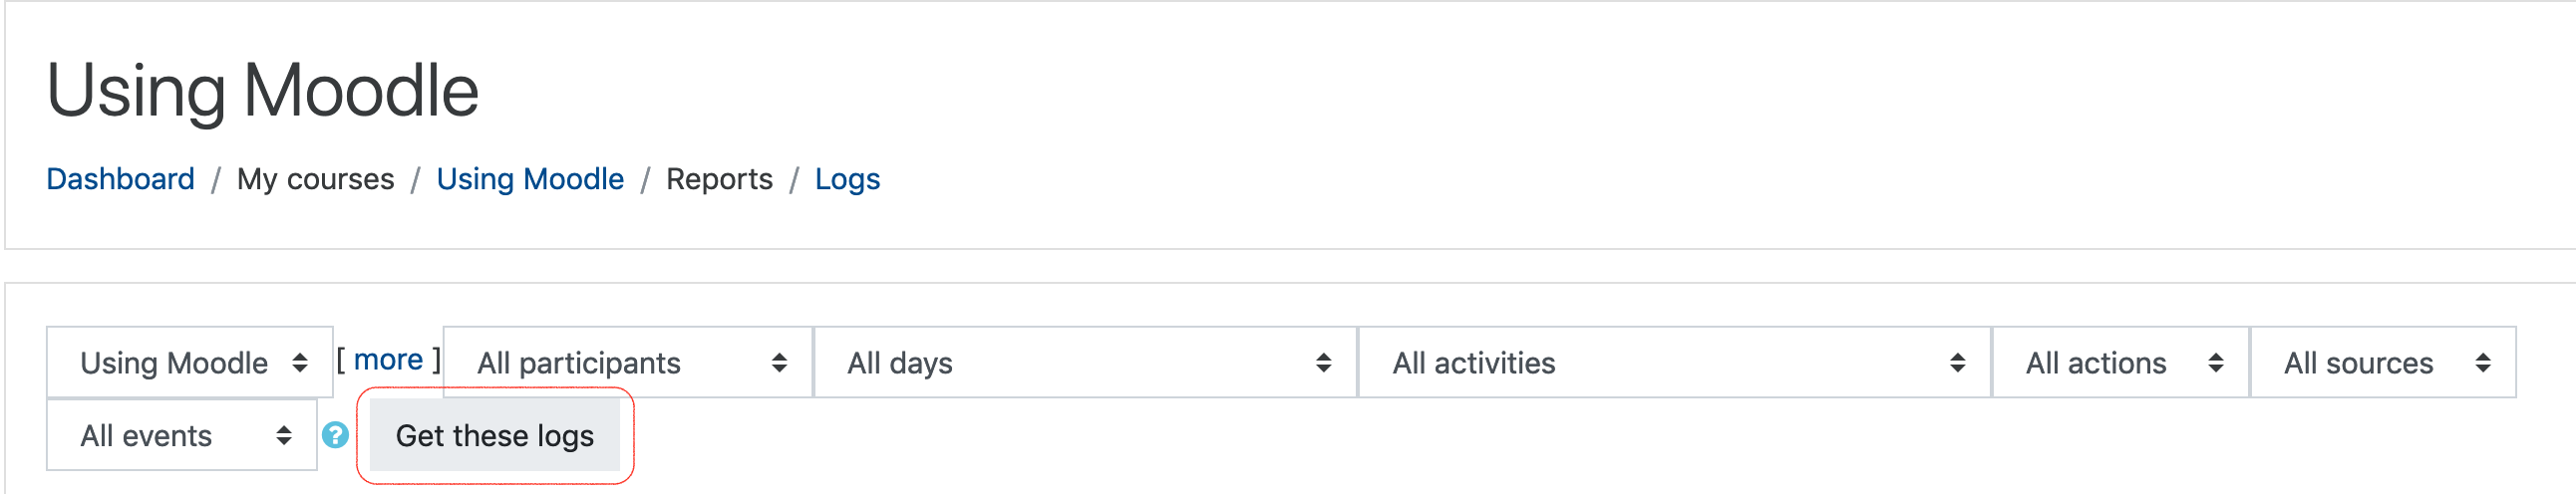 Using Moodle
Dashboard / My courses / Using Moodle / Reports / Logs
Using Moodle [ more ] All participants All days All activities All actions All sources
All events ? Get these logs